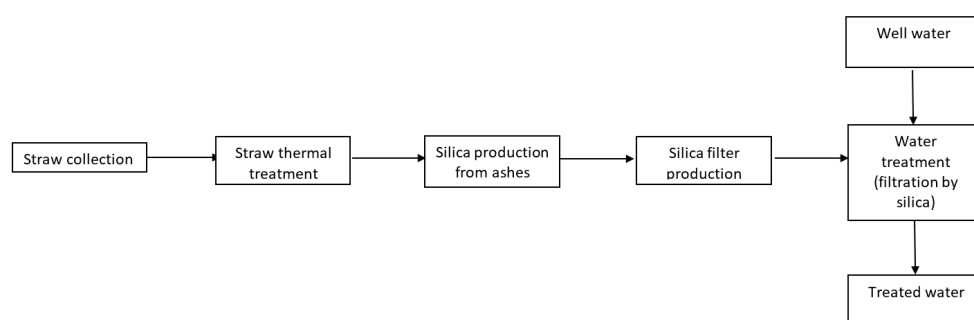 Well water
Straw collection
Straw thermal
treatment
Silica production
from ashes
Silica filter
production
Water
treatment
(filtration by
silica)
Treated water